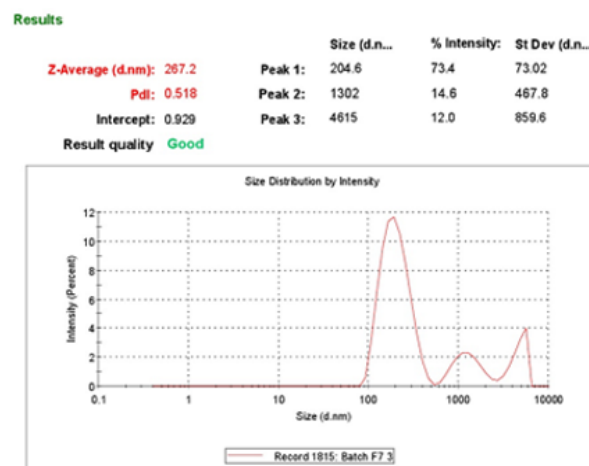 Results
Size (d.n... % Intensity: St Dev (d.n...
Z-Average (d.nm): 267.2 Peak 1: 204.6 73.4 73.02
PdI: 0.518 Peak 2: 1302 14.6 467.8
Intercept: 0.929 Peak 3: 4615 12.0 859.6
Result quality Good
Size Distribution by Intensity
Intensity (Percent)
12
10
8
6
4
2
0
0.1 1 10 100 1000 10000
Size (d.nm)
Record 1815: Batch F7 3